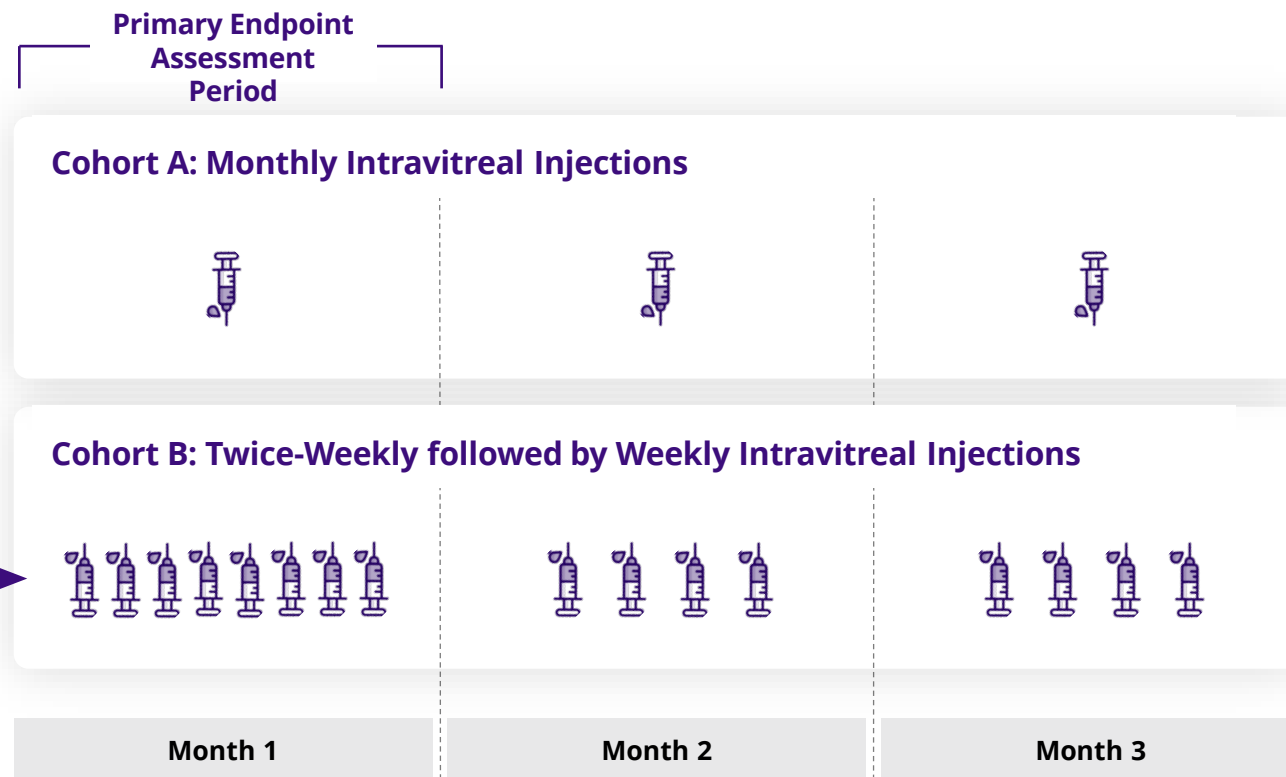 Primary Endpoint
Assessment
Period
Cohort A: Monthly Intravitreal Injections
Cohort B: Twice-Weekly followed by Weekly Intravitreal Injections
Month 1
Month 2
Month 3